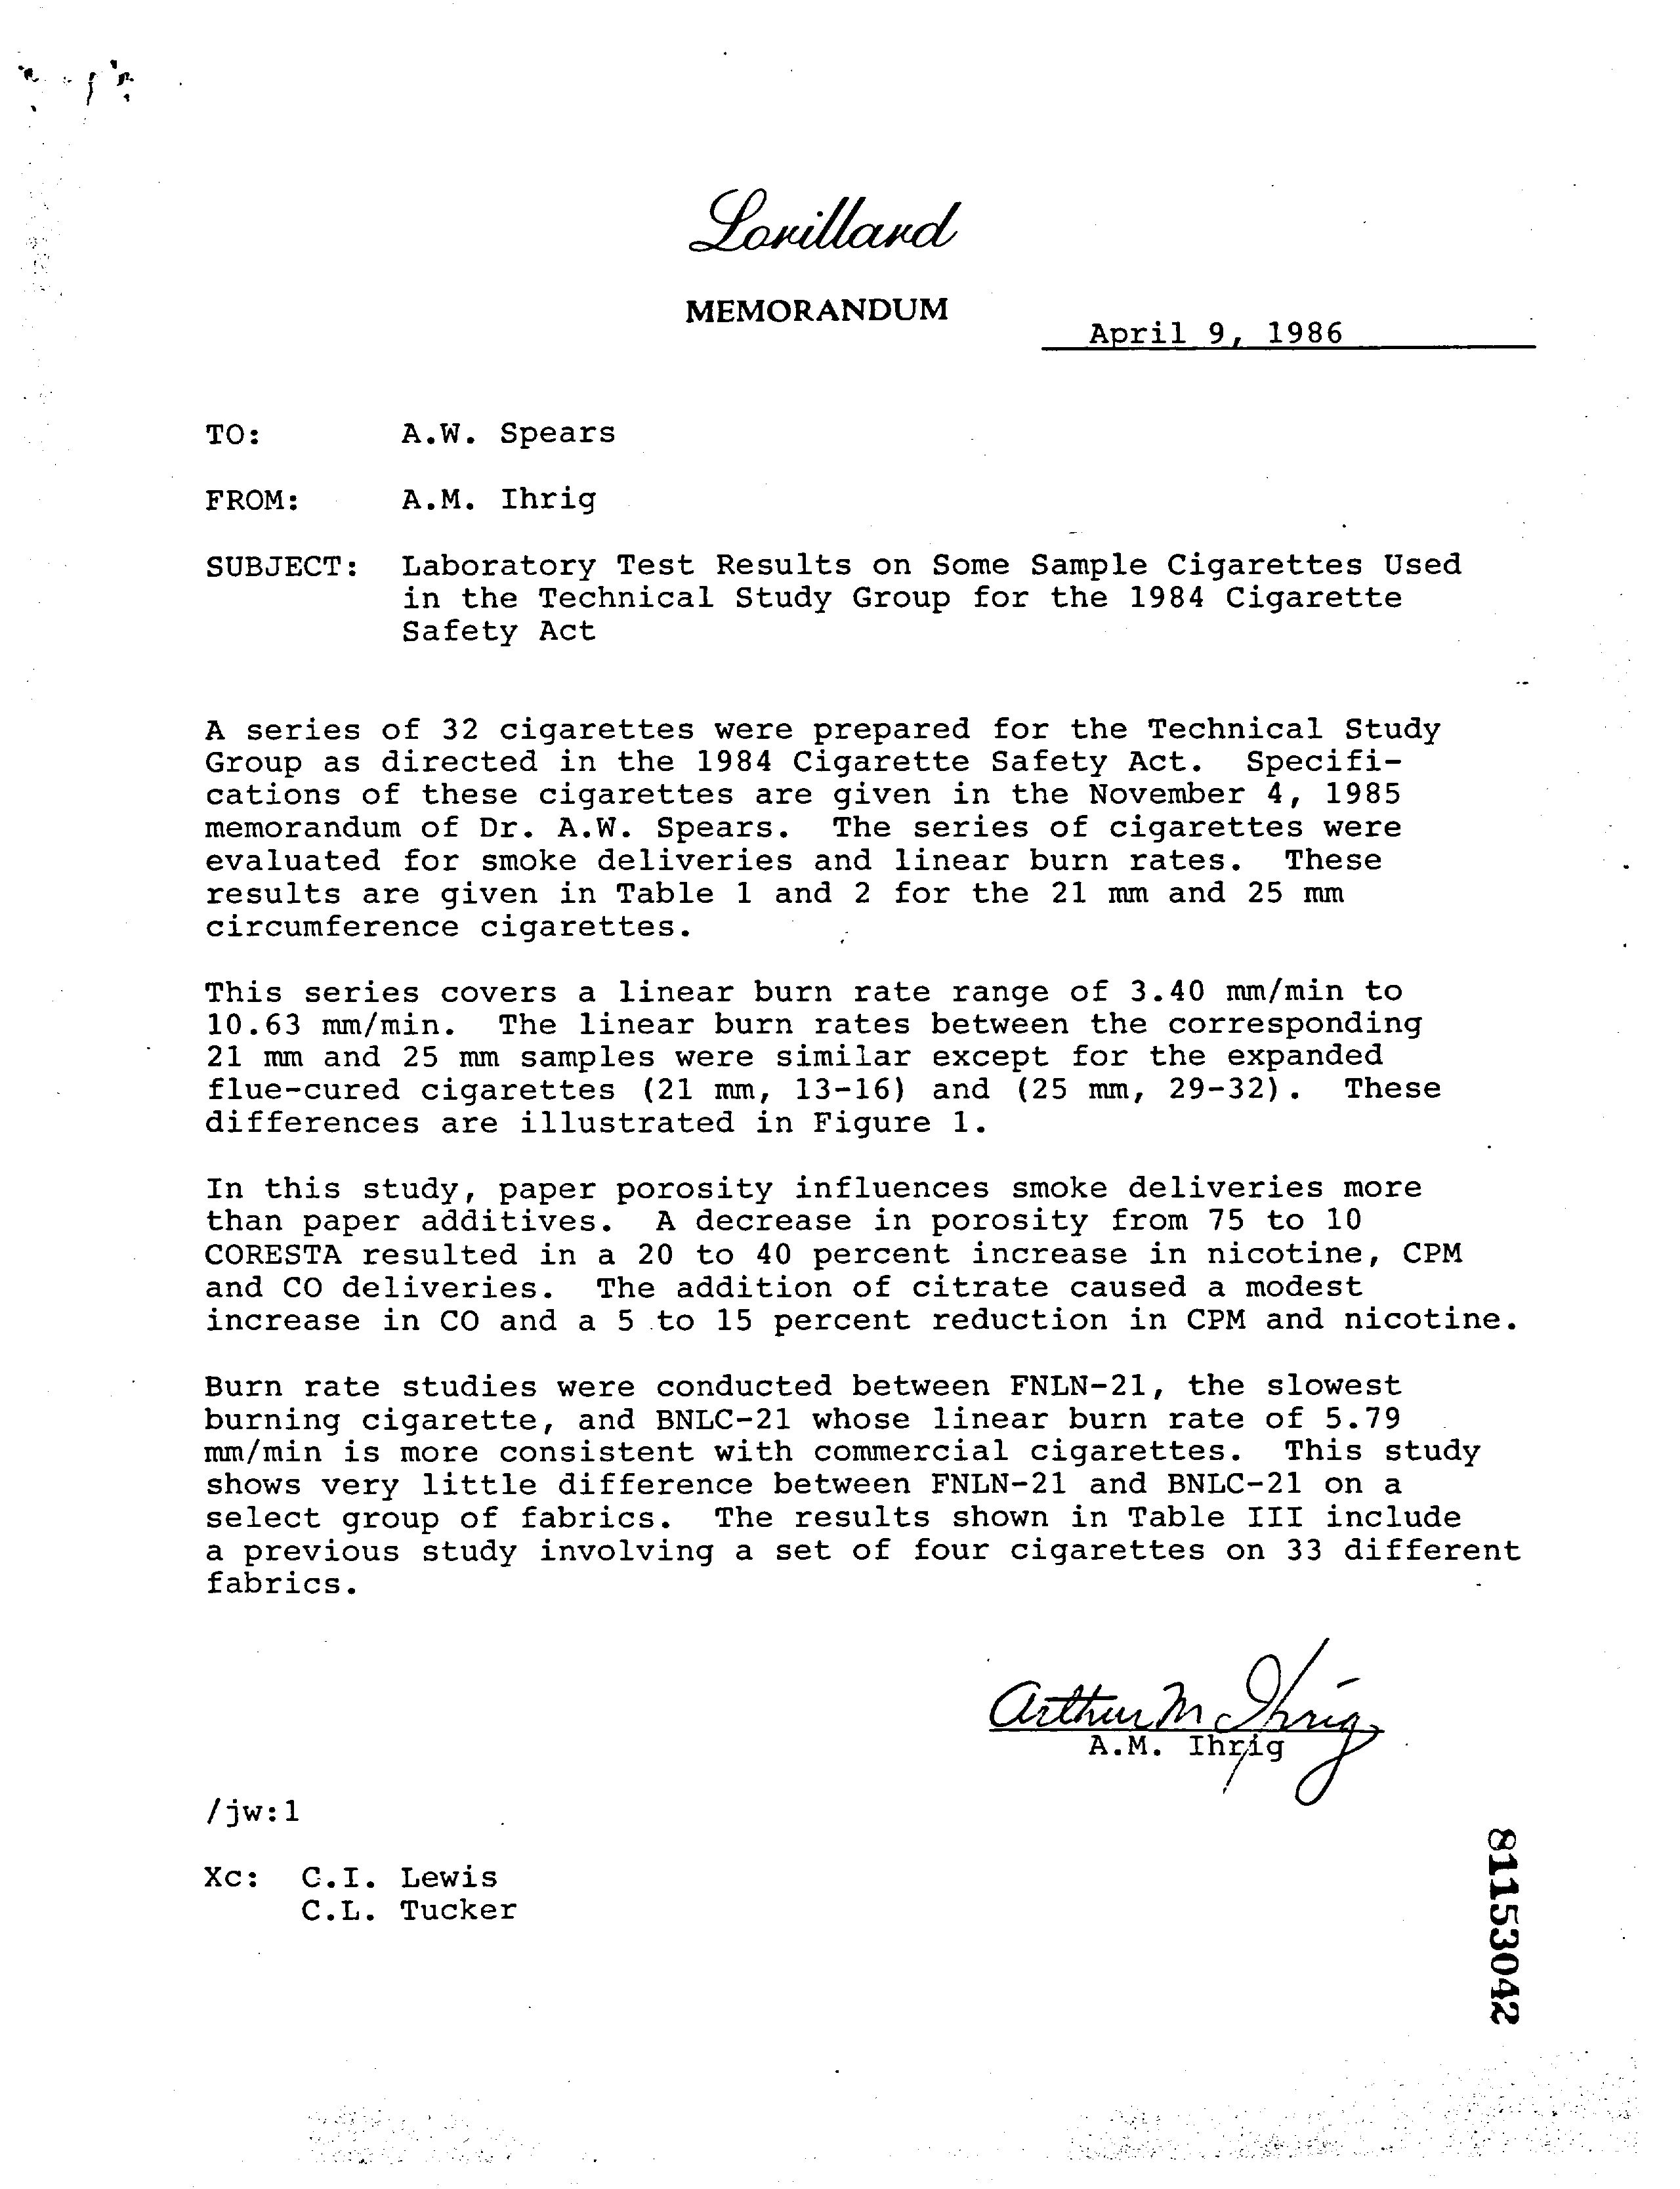 Lorillard
MEMORANDUM
April 9, 1986
TO: A.W. Spears
FROM: A.M. Ihrig
SUBJECT: Laboratory Test Results on Some Sample Cigarettes Used
in the Technical Study Group for the 1984 Cigarette
Safety Act
A series of 32 cigarettes were prepared for the Technical Study
Group as directed in the 1984 Cigarette Safety Act. Specifi-
cations of these cigarettes are given in the November 4, 1985
memorandum of Dr. A.W. Spears. The series of cigarettes were
evaluated for smoke deliveries and linear burn rates. These
results are given in Table 1 and 2 for the 21 mm and 25 mm
circumference cigarettes.
This series covers a linear burn rate range of 3.40 mm/min to
10.63 mm/min. The linear burn rates between the corresponding
21 mm and 25 mm samples were similar except for the expanded
flue-cured cigarettes (21 mm, 13-16) and (25 mm, 29-32). These
differences are illustrated in Figure 1.
In this study, paper porosity influences smoke deliveries more
than paper additives. A decrease in porosity from 75 to 10
CORESTA resulted in a 20 to 40 percent increase in nicotine, CPM
and CO deliveries. The addition of citrate caused a modest
increase in CO and a 5 to 15 percent reduction in CPM and nicotine.
Burn rate studies were conducted between FNLN-21, the slowest
burning cigarette, and BNLC-21 whose linear burn rate of 5.79
mm/min is more consistent with commercial cigarettes. This study
shows very little difference between FNLN-21 and BNLC-21 on a
select group of fabrics. The results shown in Table III include
a previous study involving a set of four cigarettes on 33 different
fabrics.
Arthur M Ihrig
A.M. Ihrig
/jw:1
Xc: C.I. Lewis
C.L. Tucker
81153042